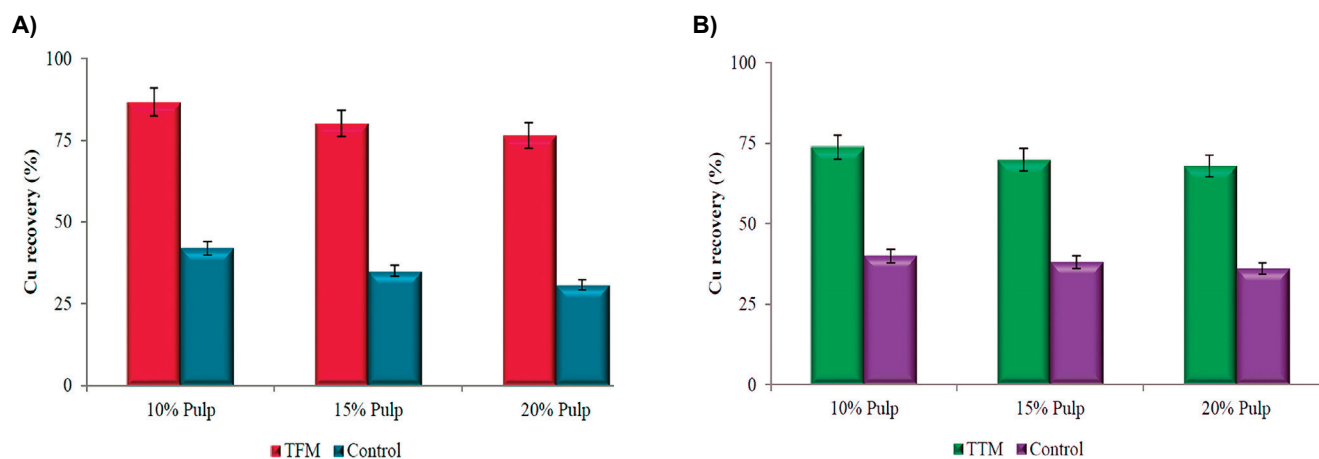 A)
Cu recovery (%)
100
75
50
25
0
10% Pulp 15% Pulp 20% Pulp
TFM Control
B)
Cu recovery (%)
100
75
50
25
0
10% Pulp 15% Pulp 20% Pulp
TTM Control